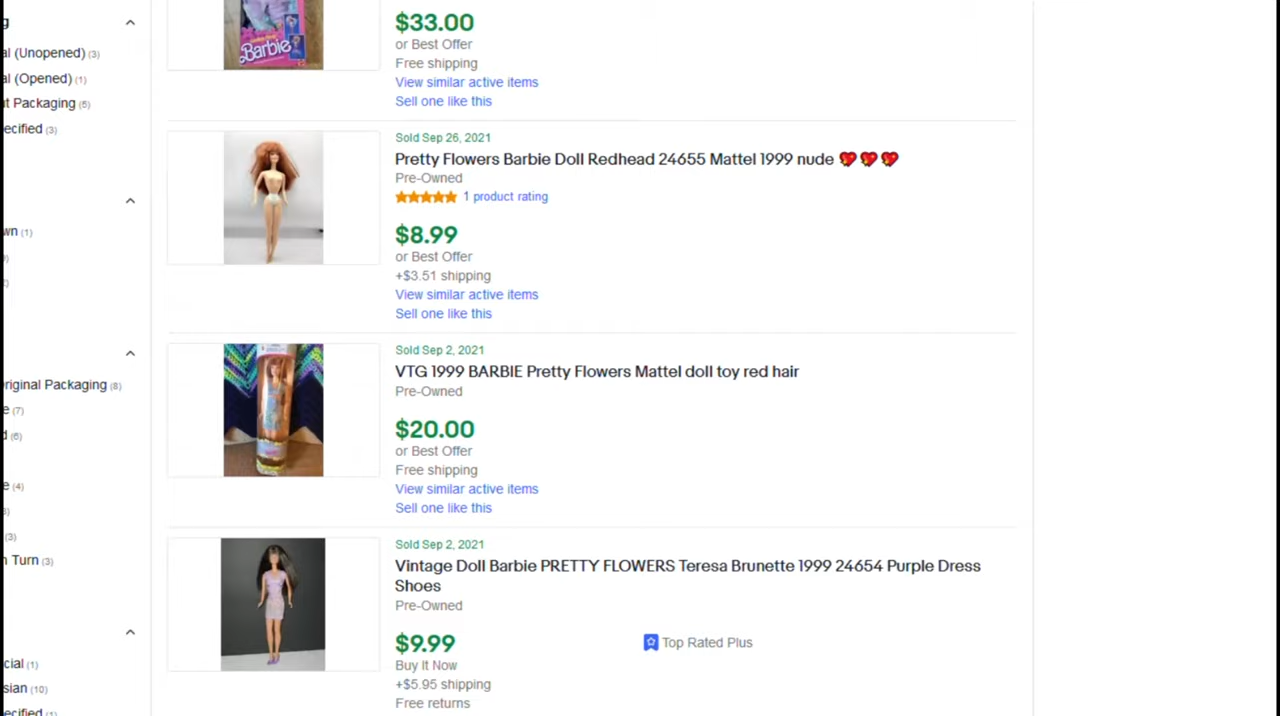 g
al (Unopened) (3)
al (Opened) (1)
t Packaging (5)
ecified (3)
wn (1)
riginal Packaging (8)
e (7)
d (6)
e (4)
(3)
n Turn (3)
cial (1)
sian (10)
ecified (1)
Barbie
$33.00
or Best Offer
Free shipping
View similar active items
Sell one like this
Sold Sep 26, 2021
Pretty Flowers Barbie Doll Redhead 24655 Mattel 1999 nude 💖💖💖
Pre-Owned
1 product rating
$8.99
or Best Offer
+$3.51 shipping
View similar active items
Sell one like this
Sold Sep 2, 2021
VTG 1999 BARBIE Pretty Flowers Mattel doll toy red hair
Pre-Owned
$20.00
or Best Offer
Free shipping
View similar active items
Sell one like this
Sold Sep 2, 2021
Vintage Doll Barbie PRETTY FLOWERS Teresa Brunette 1999 24654 Purple Dress
Shoes
Pre-Owned
$9.99
Top Rated Plus
Buy It Now
+$5.95 shipping
Free returns